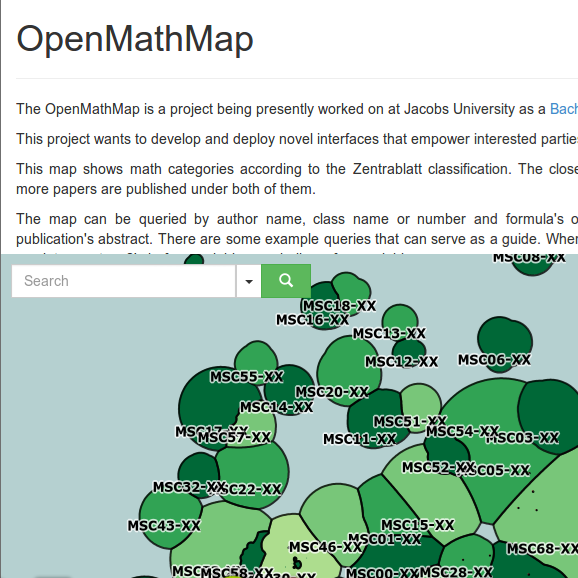 OpenMathMap
The OpenMathMap is a project being presently worked on at Jacobs University as a Bach
This project wants to develop and deploy novel interfaces that empower interested parties
This map shows math categories according to the Zentrablatt classification. The close
more papers are published under both of them.
The map can be queried by author name, class name or number and formula's o
publication's abstract. There are some example queries that can serve as a guide. When
MSC08-XX
Search
MSC18-XX
MSC16-XX
MSC13-XX
MSC12-XX
MSC06-XX
MSC55-XX
MSC20-XX
MSC14-XX
MSC51-XX
MSC17-XX
MSC57-XX
MSC11-XX
MSC54-XX
MSC03-XX
MSC52-XX
MSC05-XX
MSC32-XX
MSC22-XX
MSC43-XX
MSC15-XX
MSC01-XX
MSC46-XX
MSC68-XX
MSC58-XX
MSC00-XX
MSC28-XX